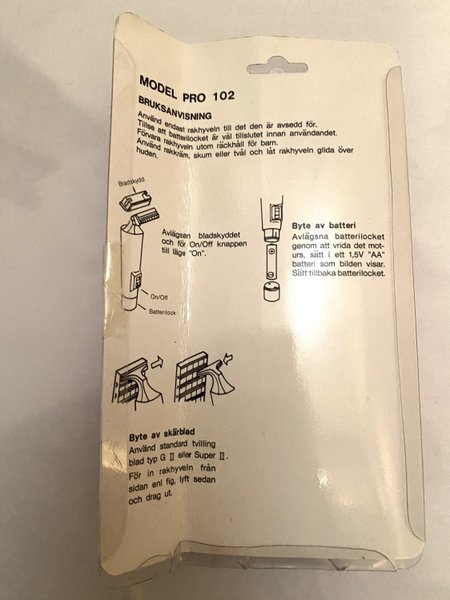 MODEL PRO 102
BRUKSANVISNING
Använd endast rakhyveln till det den är avsedd för.
Tillse att batterilocket är väl tillslutet innan användandet.
Förvara rakhyveln utom räckhåll för barn.
Använd rakkräm, skum eller tvål och låt rakhyveln glida över
huden.
Bladskydd
Avlägsan bladskyddet
och för On/Off knappen
till läge "On".
On/Off
Batterilock
Byte av batteri
Avlägsna batterilocket
genom att vrida det mot-
urs, sätt i ett 1,5V "AA"
batteri som bilden visar.
Sätt tillbaka batterilocket.
Byte av skärblad
Använd standard tvilling
blad typ G II eller Super II.
För in rakhyveln från
sidan enl fig, lyft sedan
och drag ut.